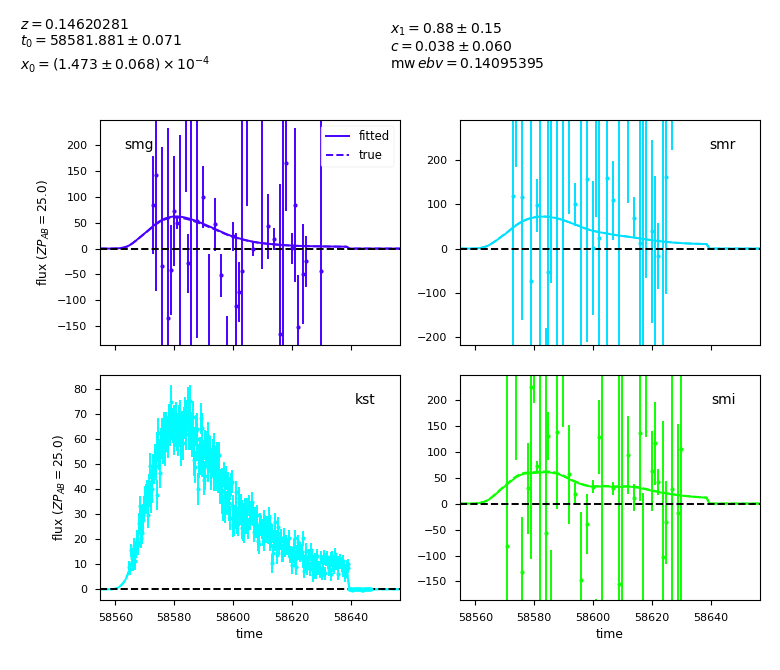 z = 0.14620281
t₀ = 58581.881 ± 0.071
x₀ = (1.473 ± 0.068) × 10⁻⁴
x₁ = 0.88 ± 0.15
c = 0.038 ± 0.060
mw ebv = 0.14095395
smg
fitted
true
200
150
100
50
0
−50
−100
−150
flux (ZP_AB = 25.0)
smr
200
100
0
−100
−200
kst
80
70
60
50
40
30
20
10
0
flux (ZP_AB = 25.0)
58560 58580 58600 58620 58640
time
smi
200
150
100
50
0
−50
−100
−150
58560 58580 58600 58620 58640
time